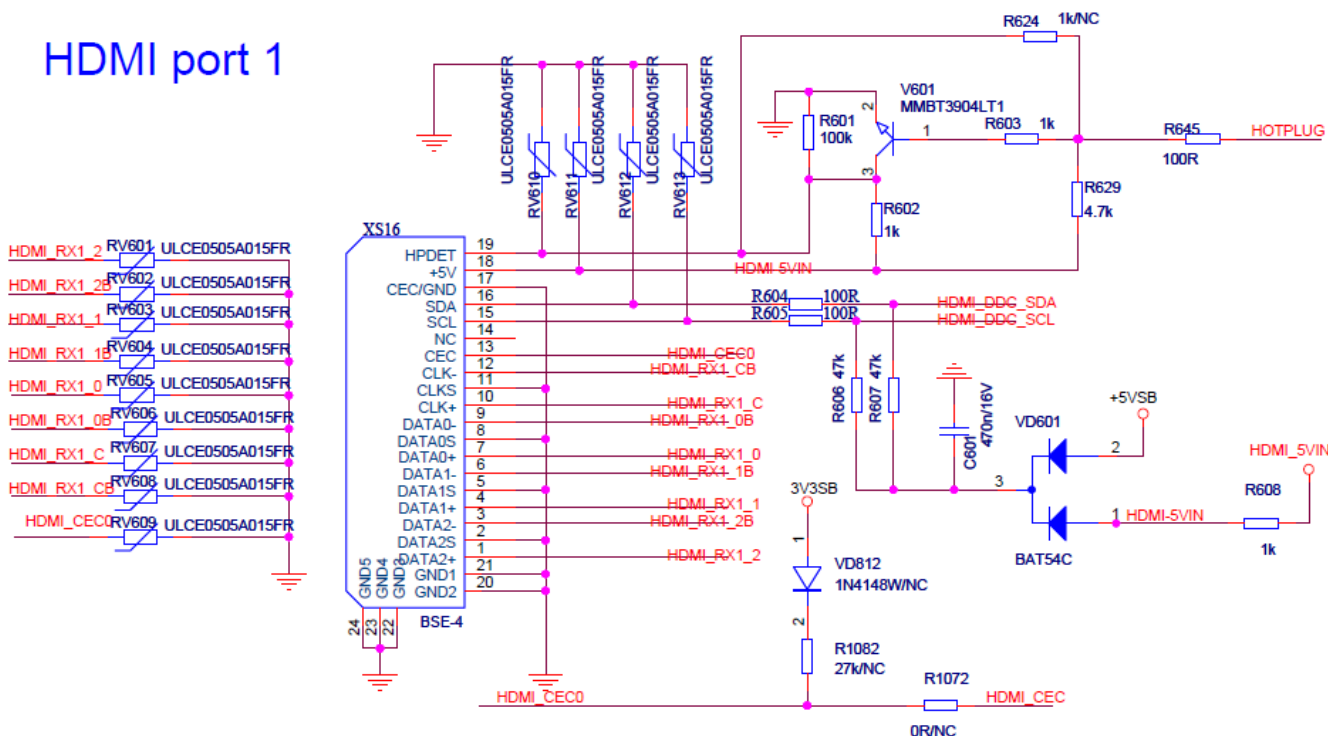 HDMI port 1
R624
1k/NC
ULCE0505A015FR
ULCE0505A015FR
ULCE0505A015FR
ULCE0505A015FR
RV610
RV611
RV612
RV613
V601
MMBT3904LT1
2
1
3
R601
100k
R603
1k
R645
100R
HOTPLUG
R602
1k
R629
4.7k
HDMI_RX1_2
RV601
ULCE0505A015FR
HDMI_RX1_2B
RV602
ULCE0505A015FR
HDMI_RX1_1
RV603
ULCE0505A015FR
HDMI_RX1_1B
RV604
ULCE0505A015FR
HDMI_RX1_0
RV605
ULCE0505A015FR
HDMI_RX1_0B
RV606
ULCE0505A015FR
HDMI_RX1_C
RV607
ULCE0505A015FR
HDMI_RX1_CB
RV608
ULCE0505A015FR
HDMI_CEC0
RV609
ULCE0505A015FR
XS16
HPDET 19
+5V 18
HDMI-5VIN
CEC/GND 17
SDA 16
R604 100R
HDMI_DDC_SDA
SCL 15
R605 100R
HDMI_DDC_SCL
NC 14
CEC 13
HDMI_CEC0
CLK- 12
HDMI_RX1_CB
CLKS 11
CLK+ 10
HDMI_RX1_C
DATA0- 9
HDMI_RX1_0B
DATA0S 8
DATA0+ 7
HDMI_RX1_0
DATA1- 6
HDMI_RX1_1B
DATA1S 5
DATA1+ 4
HDMI_RX1_1
DATA2- 3
HDMI_RX1_2B
DATA2S 2
DATA2+ 1
HDMI_RX1_2
GND1 21
GND2 20
GND5
GND4
GND3
24
23
22
BSE-4
R606 47k
R607 47k
C601
470n/16V
VD601
+5VSB
2
3
1
HDMI-5VIN
HDMI_5VIN
R608
1k
BAT54C
3V3SB
1
VD812
1N4148W/NC
2
R1082
27k/NC
HDMI_CEC0
R1072
0R/NC
HDMI_CEC